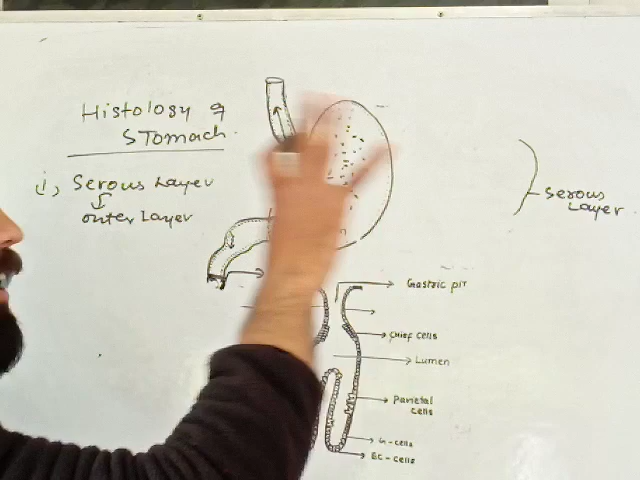 Histology of
Stomach
i, Serous Layer
outer Layer
Serous
Layer
Gastric pit
Chief cells
Lumen
Parietal
cells
G-cells
Ec-cells